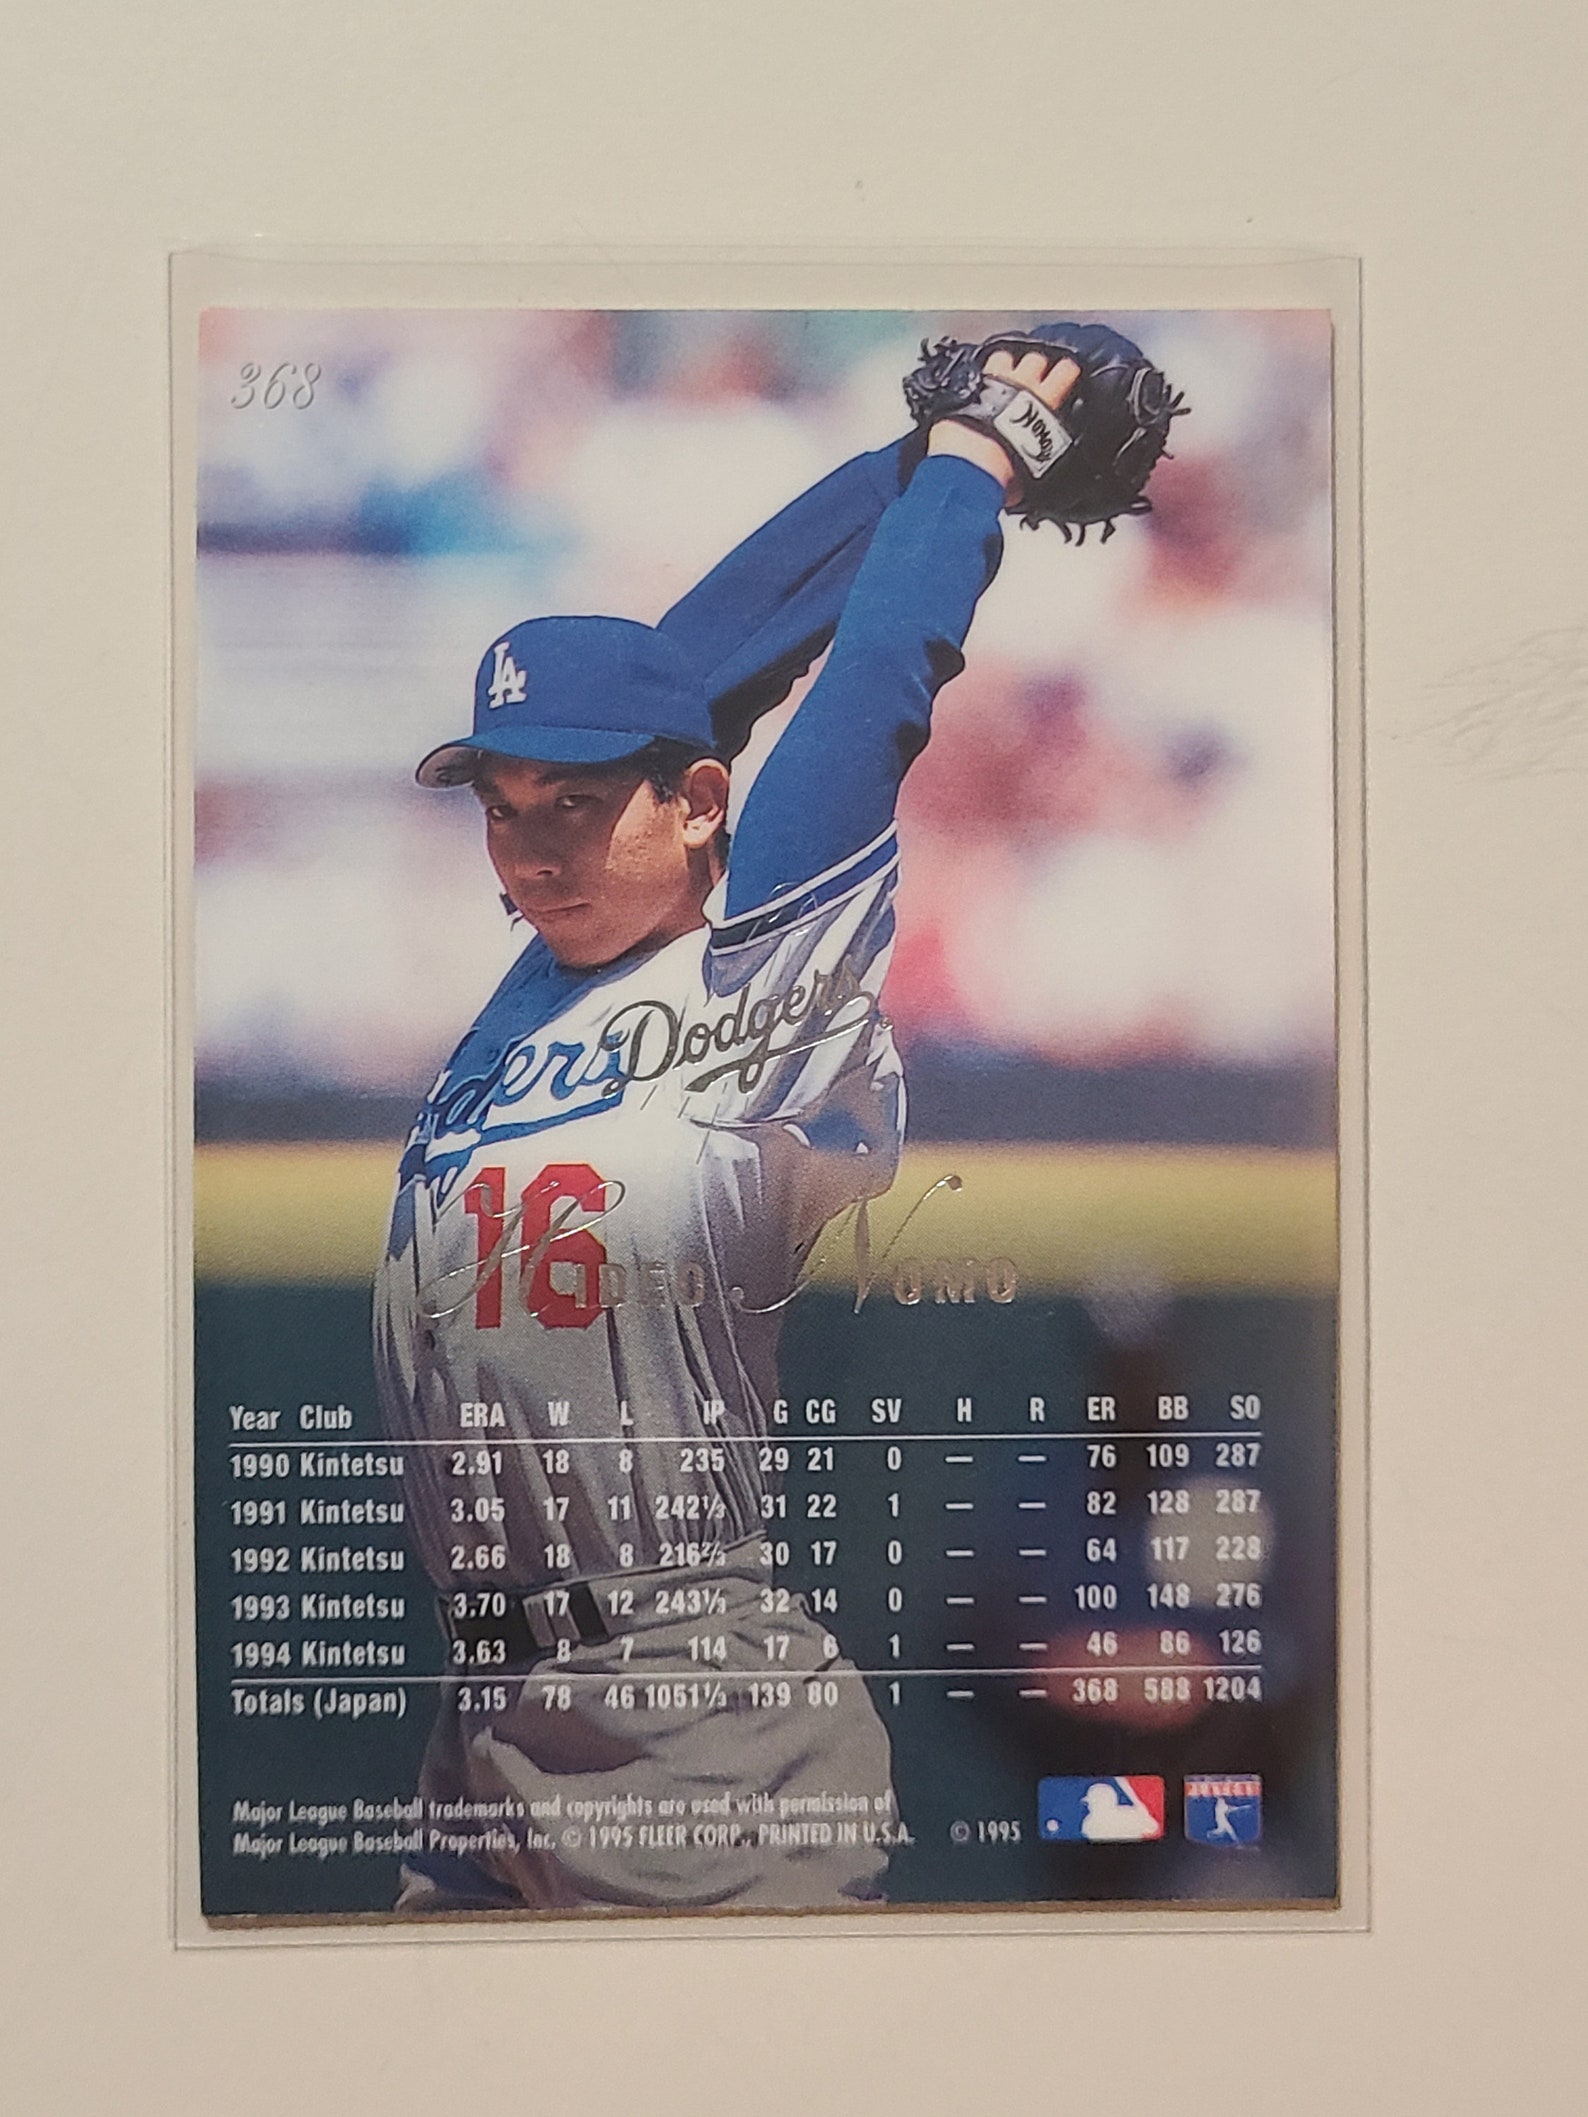 368
LA
Dodgers
16
Hideo Nomo
Year Club ERA W L IP G CG SV H R ER BB SO
1990 Kintetsu 2.91 18 8 235 29 21 0 — — 76 109 287
1991 Kintetsu 3.05 17 11 242⅓ 31 22 1 — — 82 128 287
1992 Kintetsu 2.66 18 8 216⅔ 30 17 0 — — 64 117 228
1993 Kintetsu 3.70 17 12 243⅓ 32 14 0 — — 100 148 276
1994 Kintetsu 3.63 8 7 114 17 6 1 — — 46 86 126
Totals (Japan) 3.15 78 46 1051⅓ 139 80 1 — — 368 588 1204
Major League Baseball trademarks and copyrights are used with permission of
Major League Baseball Properties, Inc. © 1995 FLEER CORP., PRINTED IN U.S.A.
© 1995